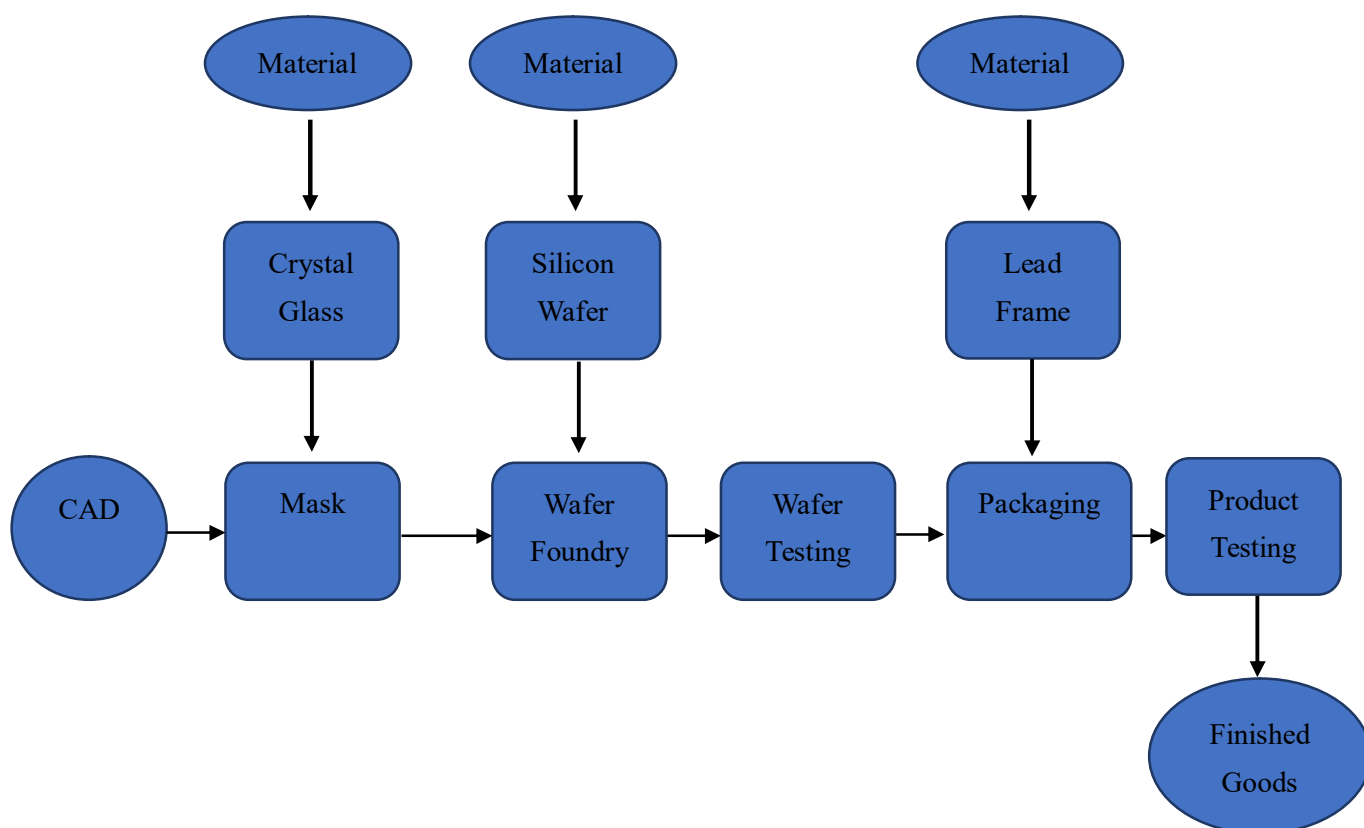 Material
Material
Material
Crystal
Glass
Silicon
Wafer
Lead
Frame
CAD
Mask
Wafer
Foundry
Wafer
Testing
Packaging
Product
Testing
Finished
Goods